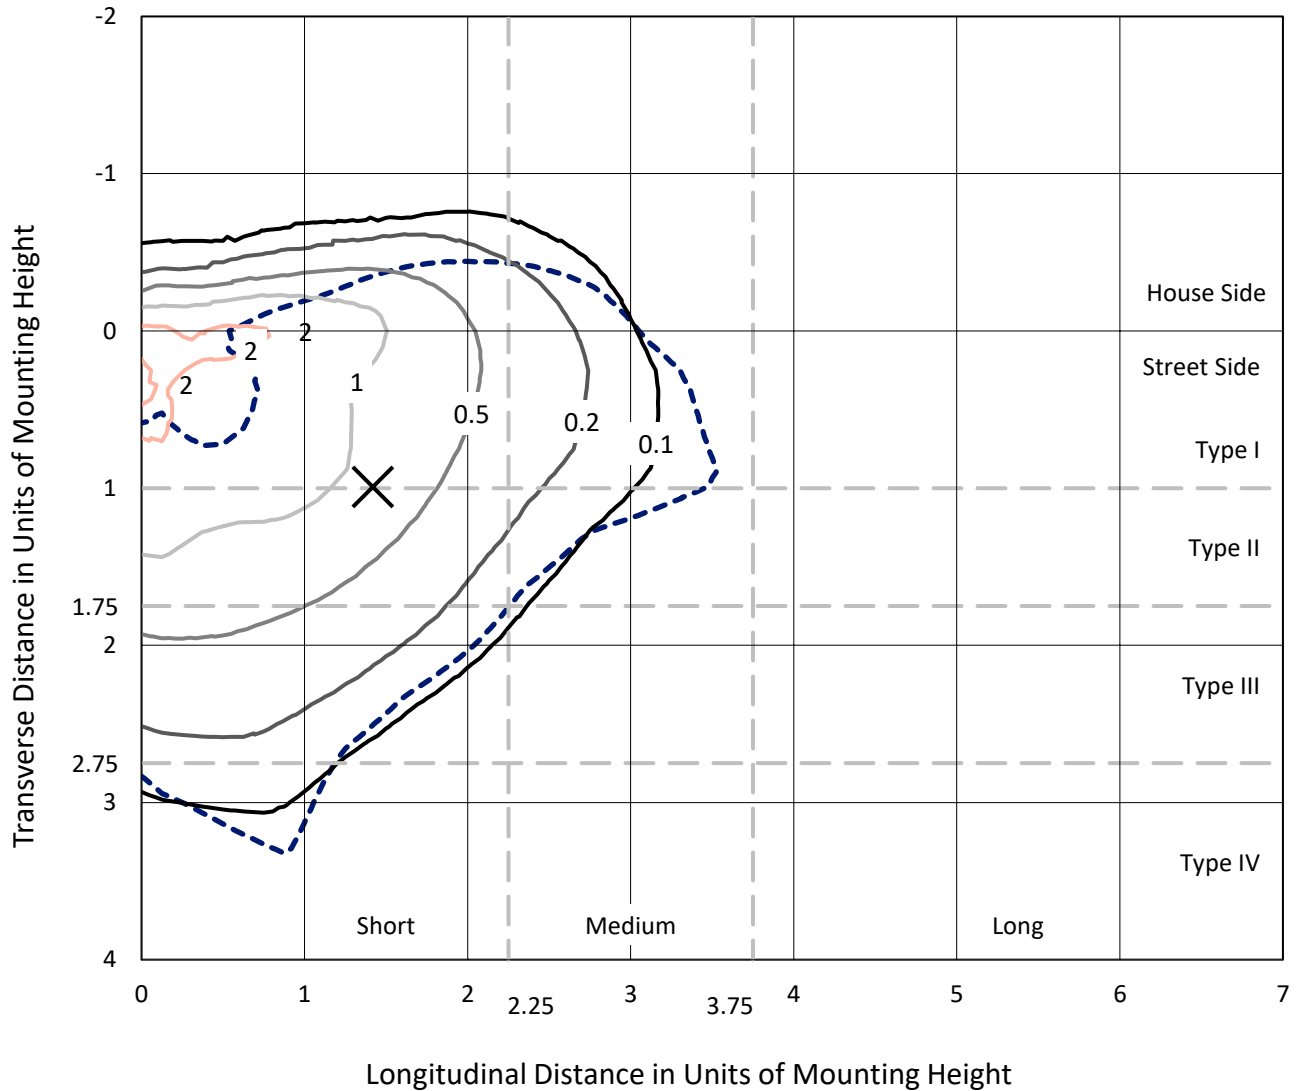 Transverse Distance in Units of Mounting Height
-2
-1
0
1
1.75
2
2.75
3
4
House Side
Street Side
Type I
Type II
Type III
Type IV
2
2
2
1
0.5
0.2
0.1
Short
Medium
Long
0
1
2
2.25
3
3.75
4
5
6
7
Longitudinal Distance in Units of Mounting Height